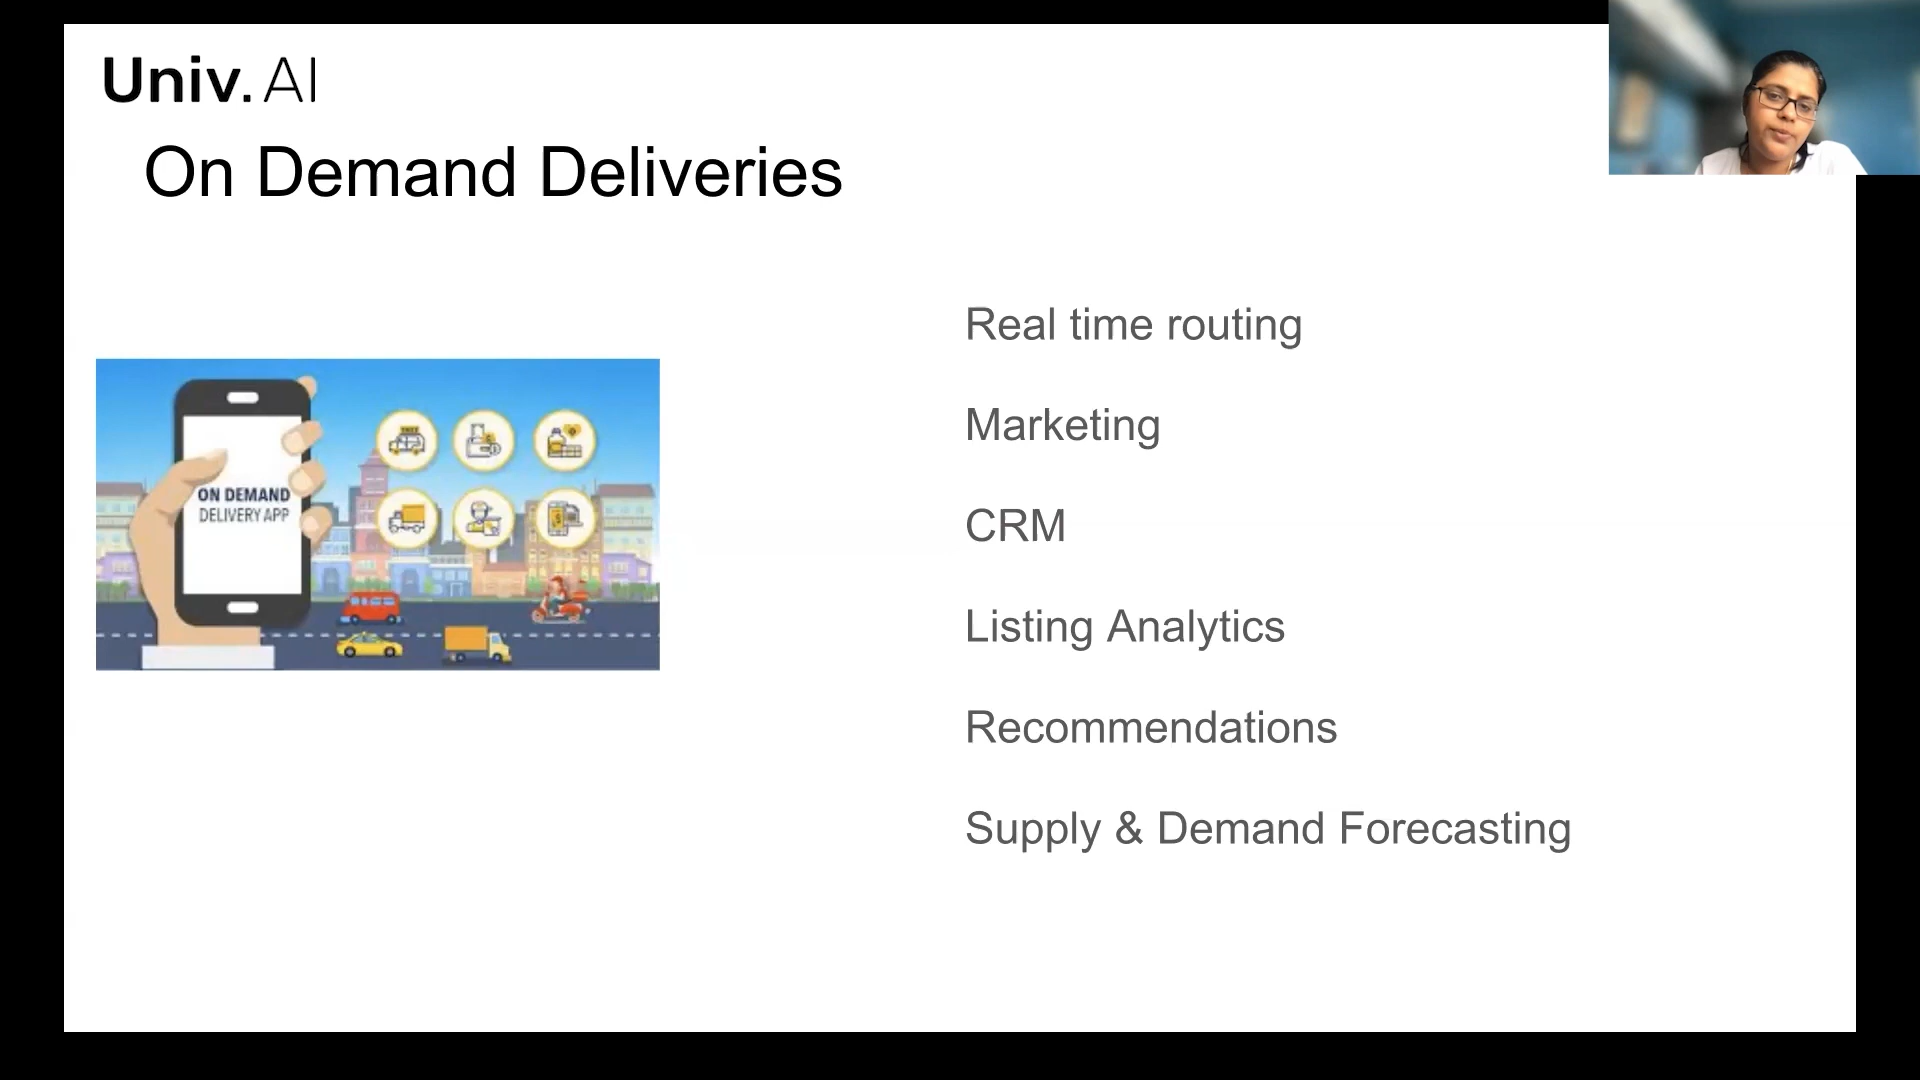 Univ.AI
On Demand Deliveries
ON DEMAND
DELIVERY APP
Real time routing
Marketing
CRM
Listing Analytics
Recommendations
Supply & Demand Forecasting